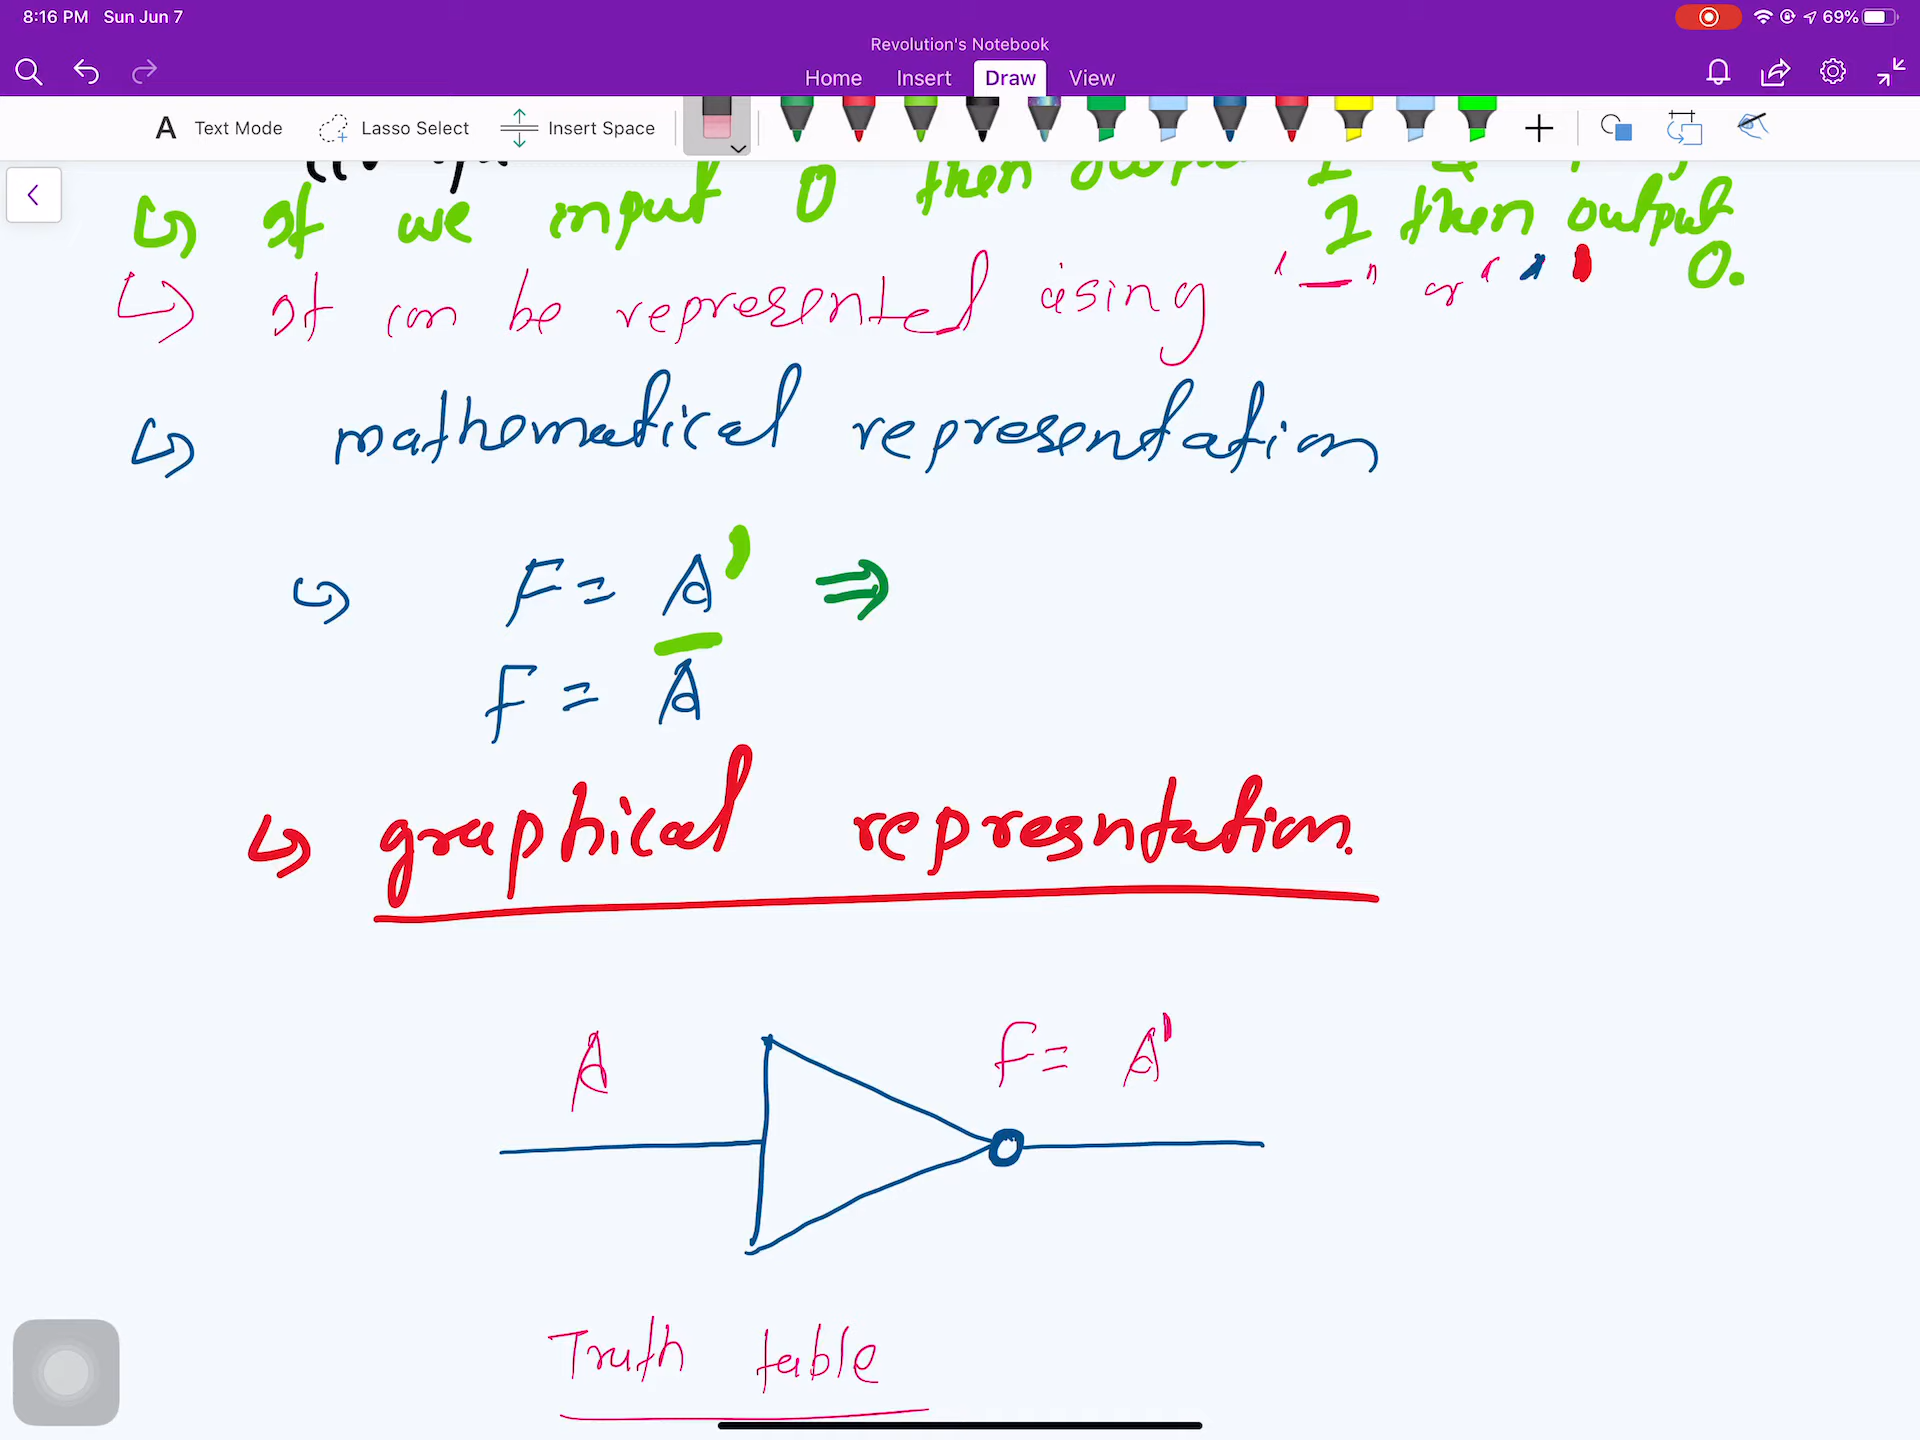 8:16 PM Sun Jun 7
69%
Revolution's Notebook
Home Insert Draw View
A Text Mode Lasso Select Insert Space
↳ If we input 0 then output 1
1 then output
0.
↳ It can be represented using '—' or ' '
↳ mathematical representation
↳ F = A' ⇒
F = A̅
↳ graphical represntation.
A F = A'
Truth table